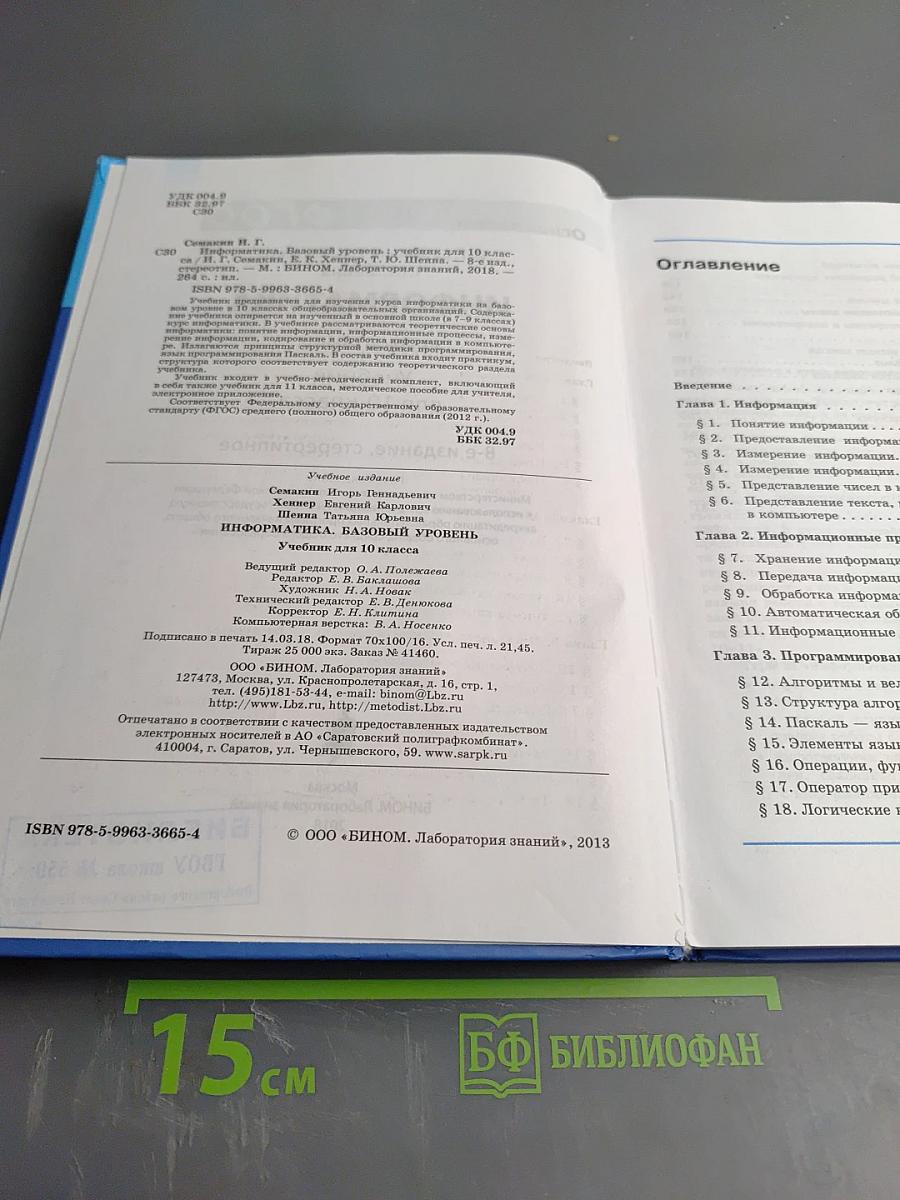 УДК 004.9
ББК 32.97
С30
Семакин И. Г.
С30 Информатика. Базовый уровень : учебник для 10 клас-
са / И. Г. Семакин, Е. К. Хеннер, Т. Ю. Шеина. — 8-е изд.,
стереотип. — М. : БИНОМ. Лаборатория знаний, 2018. —
264 с. : ил.
ISBN 978-5-9963-3665-4
Учебник предназначен для изучения курса информатики на базо-
вом уровне в 10 классах общеобразовательных организаций. Содержа-
ние учебника опирается на изученный в основной школе (в 7–9 классах)
курс информатики. В учебнике рассматриваются теоретические основы
информатики: понятие информации, информационные процессы, изме-
рение информации, кодирование и обработка информации в компьюте-
ре. Излагаются принципы структурной методики программирования,
язык программирования Паскаль. В состав учебника входит практикум,
структура которого соответствует содержанию теоретического раздела
учебника.
Учебник входит в учебно-методический комплект, включающий
в себя также учебник для 11 класса, методическое пособие для учителя,
электронное приложение.
Соответствует Федеральному государственному образовательному
стандарту (ФГОС) среднего (полного) общего образования (2012 г.).
УДК 004.9
ББК 32.97
Учебное издание
Семакин Игорь Геннадьевич
Хеннер Евгений Карлович
Шеина Татьяна Юрьевна
ИНФОРМАТИКА. БАЗОВЫЙ УРОВЕНЬ
Учебник для 10 класса
Ведущий редактор О. А. Полежаева
Редактор Е. В. Баклашова
Художник Н. А. Новак
Технический редактор Е. В. Денюкова
Корректор Е. Н. Клитина
Компьютерная верстка: В. А. Носенко
Подписано в печать 14.03.18. Формат 70х100/16. Усл. печ. л. 21,45.
Тираж 25 000 экз. Заказ № 41460.
ООО «БИНОМ. Лаборатория знаний»
127473, Москва, ул. Краснопролетарская, д. 16, стр. 1,
тел. (495)181-53-44, e-mail: binom@Lbz.ru
http://www.Lbz.ru, http://metodist.Lbz.ru
Отпечатано в соответствии с качеством предоставленных издательством
электронных носителей в АО «Саратовский полиграфкомбинат».
410004, г. Саратов, ул. Чернышевского, 59. www.sarpk.ru
ISBN 978-5-9963-3665-4
© ООО «БИНОМ. Лаборатория знаний», 2013
Оглавление
Введение . . . . . . . . . .
Глава 1. Информация . . . . .
§ 1. Понятие информации . . . .
§ 2. Предоставление информа
§ 3. Измерение информации.
§ 4. Измерение информации.
§ 5. Представление чисел в к
§ 6. Представление текста,
в компьютере . . . . . .
Глава 2. Информационные пр
§ 7. Хранение информаци
§ 8. Передача информаци
§ 9. Обработка информа
§ 10. Автоматическая об
§ 11. Информационные
Глава 3. Программирован
§ 12. Алгоритмы и вел
§ 13. Структура алгор
§ 14. Паскаль — язы
§ 15. Элементы язы
§ 16. Операции, фу
§ 17. Оператор при
§ 18. Логические
15 см
БФ БИБЛИОФАН